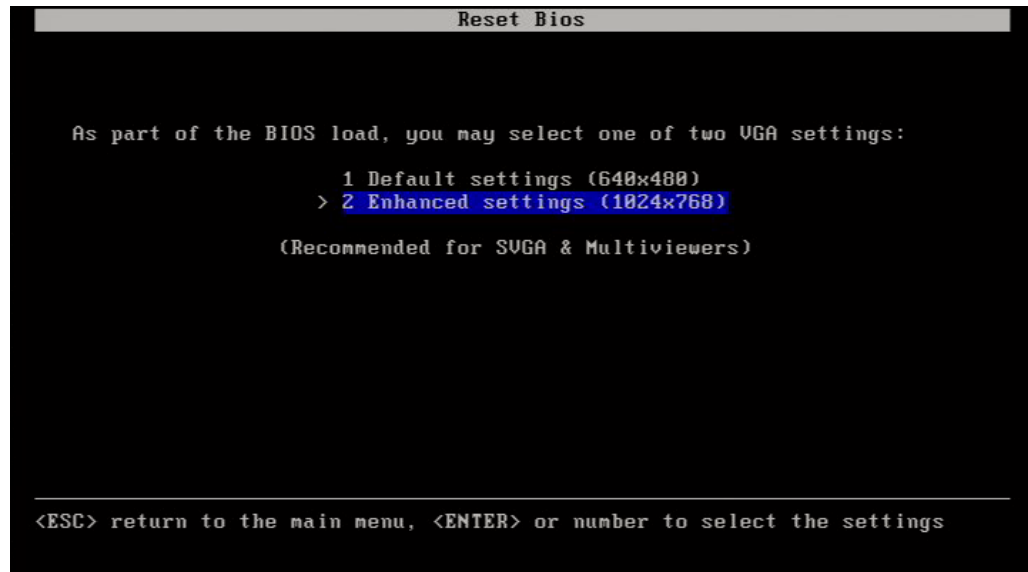 Reset Bios
As part of the BIOS load, you may select one of two VGA settings:
1 Default settings (640x480)
> 2 Enhanced settings (1024x768)
(Recommended for SVGA & Multiviewers)
<ESC> return to the main menu, <ENTER> or number to select the settings